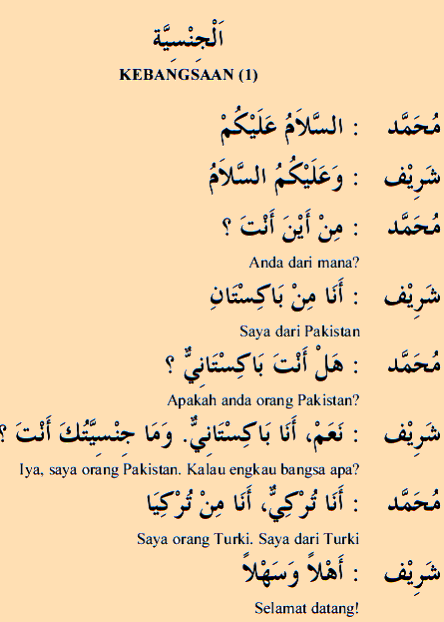 اَلْجِنْسِيَّة
KEBANGSAAN (1)
مُحَمَّد : السَّلاَمُ عَلَيْكُمْ
شَرِيْف : وَعَلَيْكُمُ السَّلاَمُ
مُحَمَّد : مِنْ أَيْنَ أَنْتَ ؟
Anda dari mana?
شَرِيْف : أَنَا مِنْ بَاكِسْتَانِ
Saya dari Pakistan
مُحَمَّد : هَلْ أَنْتَ بَاكِسْتَانِيٌّ ؟
Apakah anda orang Pakistan?
شَرِيْف : نَعَمْ، أَنَا بَاكِسْتَانِيٌّ. وَمَا جِنْسِيَّتُكَ أَنْتَ ؟
Iya, saya orang Pakistan. Kalau engkau bangsa apa?
مُحَمَّد : أَنَا تُرْكِيٌّ، أَنَا مِنْ تُرْكِيَا
Saya orang Turki. Saya dari Turki
شَرِيْف : أَهْلاً وَسَهْلاً
Selamat datang!